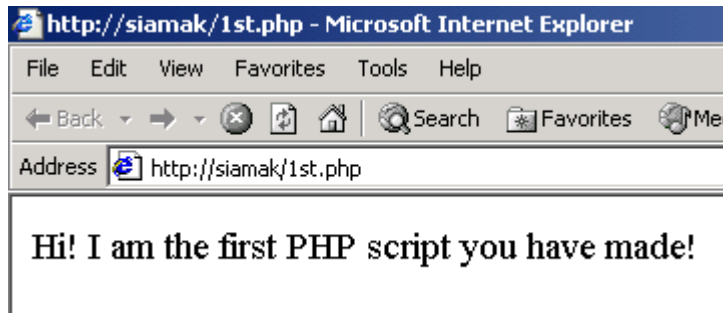 http://siamak/1st.php - Microsoft Internet Explorer
File Edit View Favorites Tools Help
Back Search Favorites Me
Address http://siamak/1st.php
Hi! I am the first PHP script you have made!